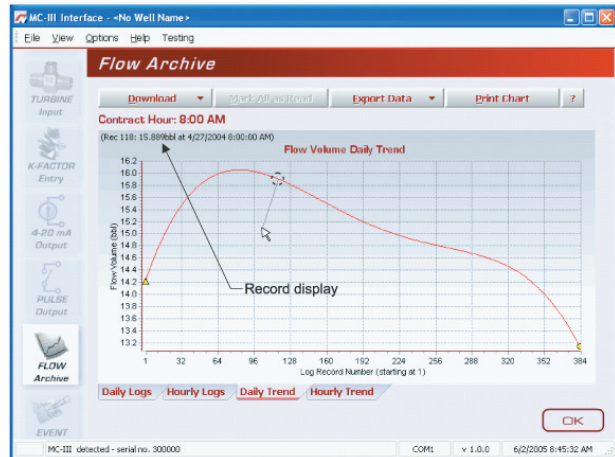 MC-III Interface - <No Well Name>
File View Options Help Testing
Flow Archive
TURBINE
Input
K-FACTOR
Entry
4-20 mA
Output
PULSE
Output
FLOW
Archive
EVENT
Download
Mark All as Read
Export Data
Print Chart
?
Contract Hour: 8:00 AM
(Rec 118: 15.889bbl at 4/27/2004 8:00:00 AM)
Flow Volume Daily Trend
Flow Volume (bbl)
16.2
16.0
15.8
15.6
15.4
15.2
15.0
14.8
14.6
14.4
14.2
14.0
13.8
13.6
13.4
13.2
Record display
1 32 64 96 128 160 192 224 256 288 320 352 384
Log Record Number (starting at 1)
Daily Logs Hourly Logs Daily Trend Hourly Trend
OK
MC-III detected - serial no. 300000 COM1 v 1.0.0 6/2/2005 8:45:32 AM